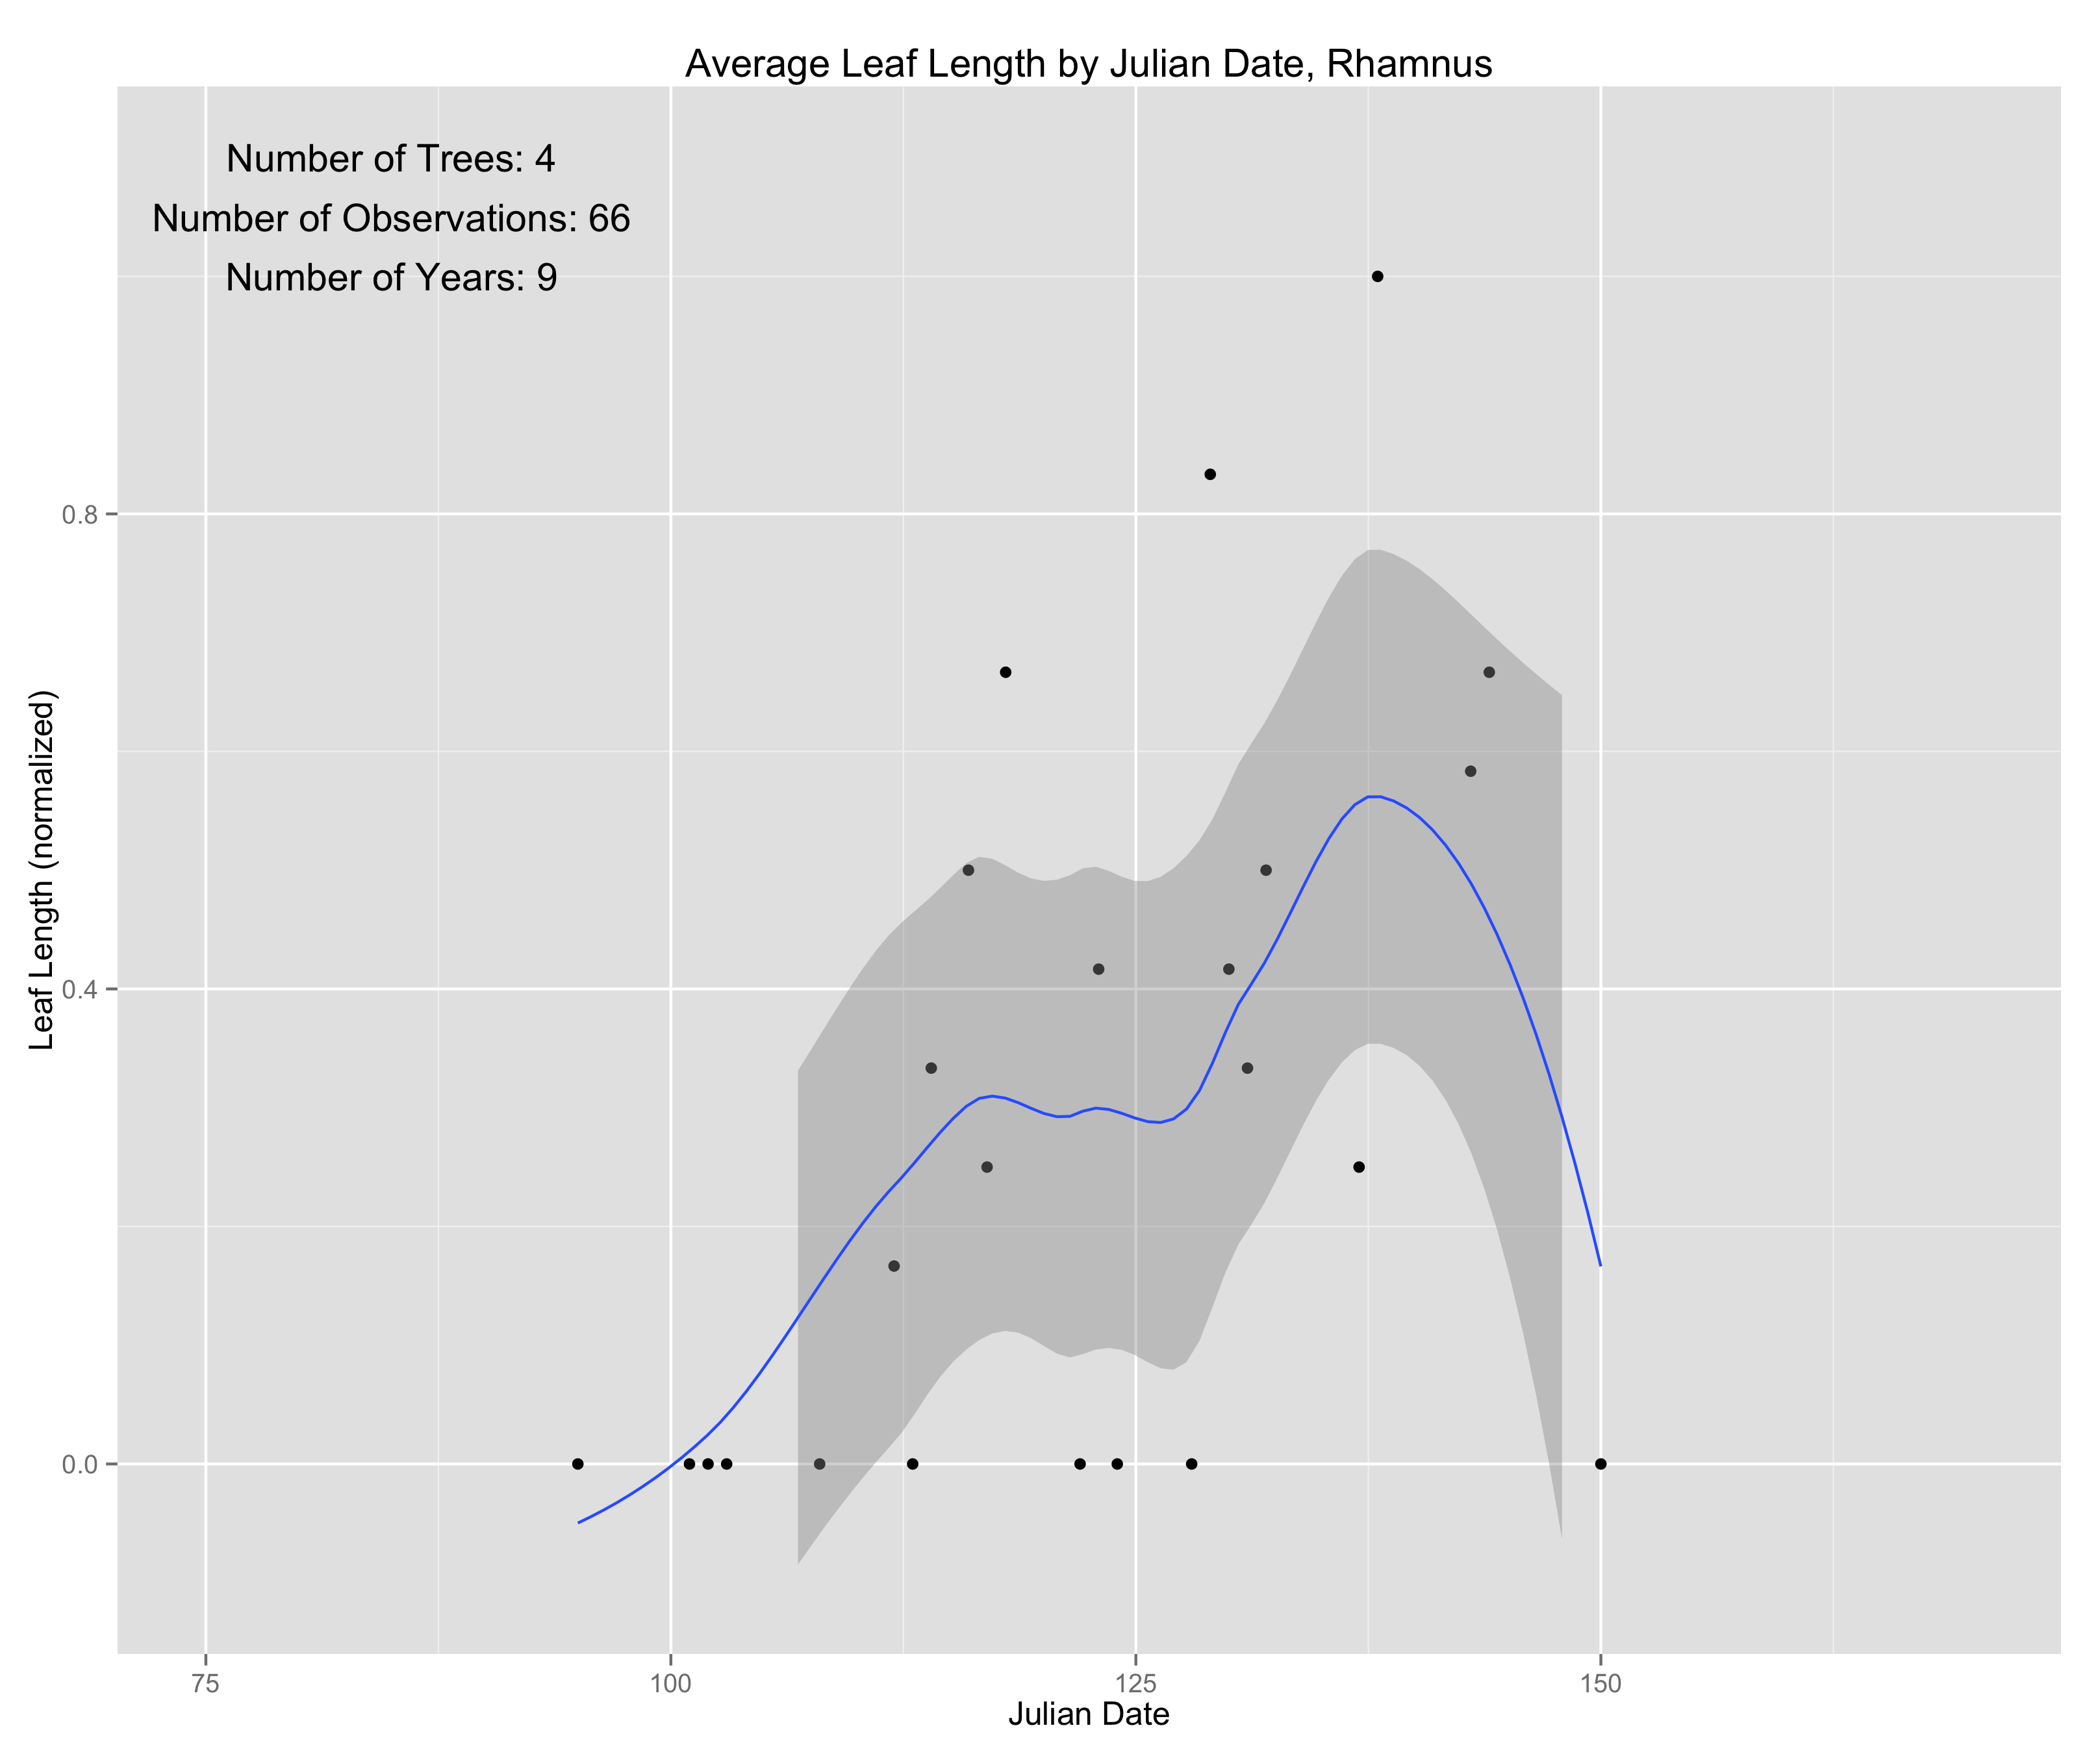 Average Leaf Length by Julian Date, Rhamnus
Number of Trees: 4
Number of Observations: 66
Number of Years: 9
Leaf Length (normalized)
0.8
0.4
0.0
75 100 125 150
Julian Date